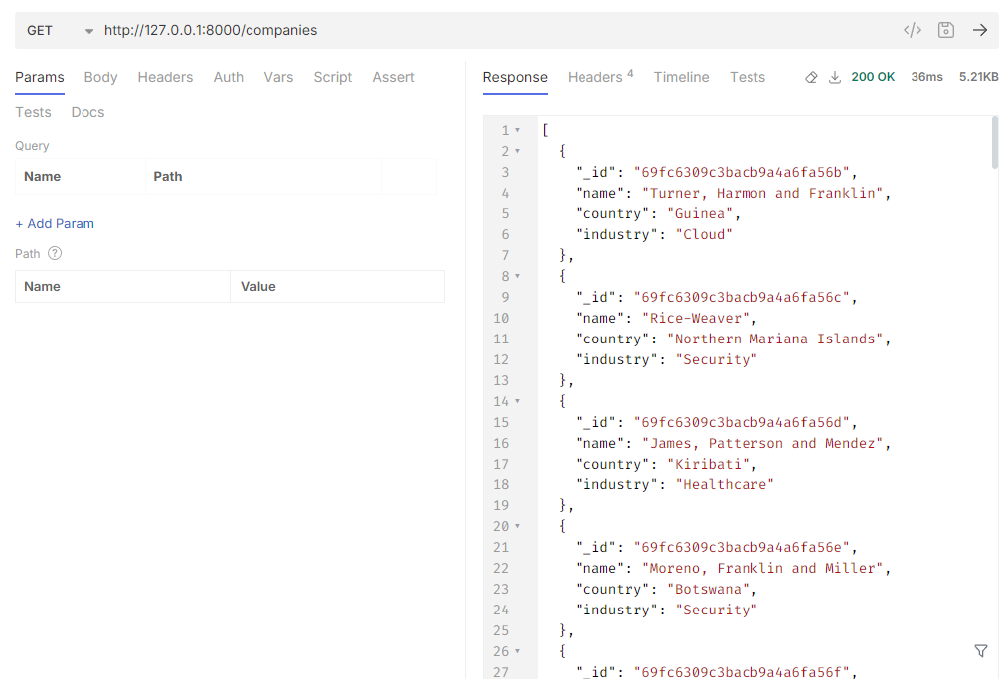 GET http://127.0.0.1:8000/companies
Params Body Headers Auth Vars Script Assert
Tests Docs
Query
Name Path
+ Add Param
Path ?
Name Value
Response Headers 4 Timeline Tests 200 OK 36ms 5.21KB
1 [
2 {
3 "_id": "69fc6309c3bacb9a4a6fa56b",
4 "name": "Turner, Harmon and Franklin",
5 "country": "Guinea",
6 "industry": "Cloud"
7 },
8 {
9 "_id": "69fc6309c3bacb9a4a6fa56c",
10 "name": "Rice-Weaver",
11 "country": "Northern Mariana Islands",
12 "industry": "Security"
13 },
14 {
15 "_id": "69fc6309c3bacb9a4a6fa56d",
16 "name": "James, Patterson and Mendez",
17 "country": "Kiribati",
18 "industry": "Healthcare"
19 },
20 {
21 "_id": "69fc6309c3bacb9a4a6fa56e",
22 "name": "Moreno, Franklin and Miller",
23 "country": "Botswana",
24 "industry": "Security"
25 },
26 {
27 "_id": "69fc6309c3bacb9a4a6fa56f",